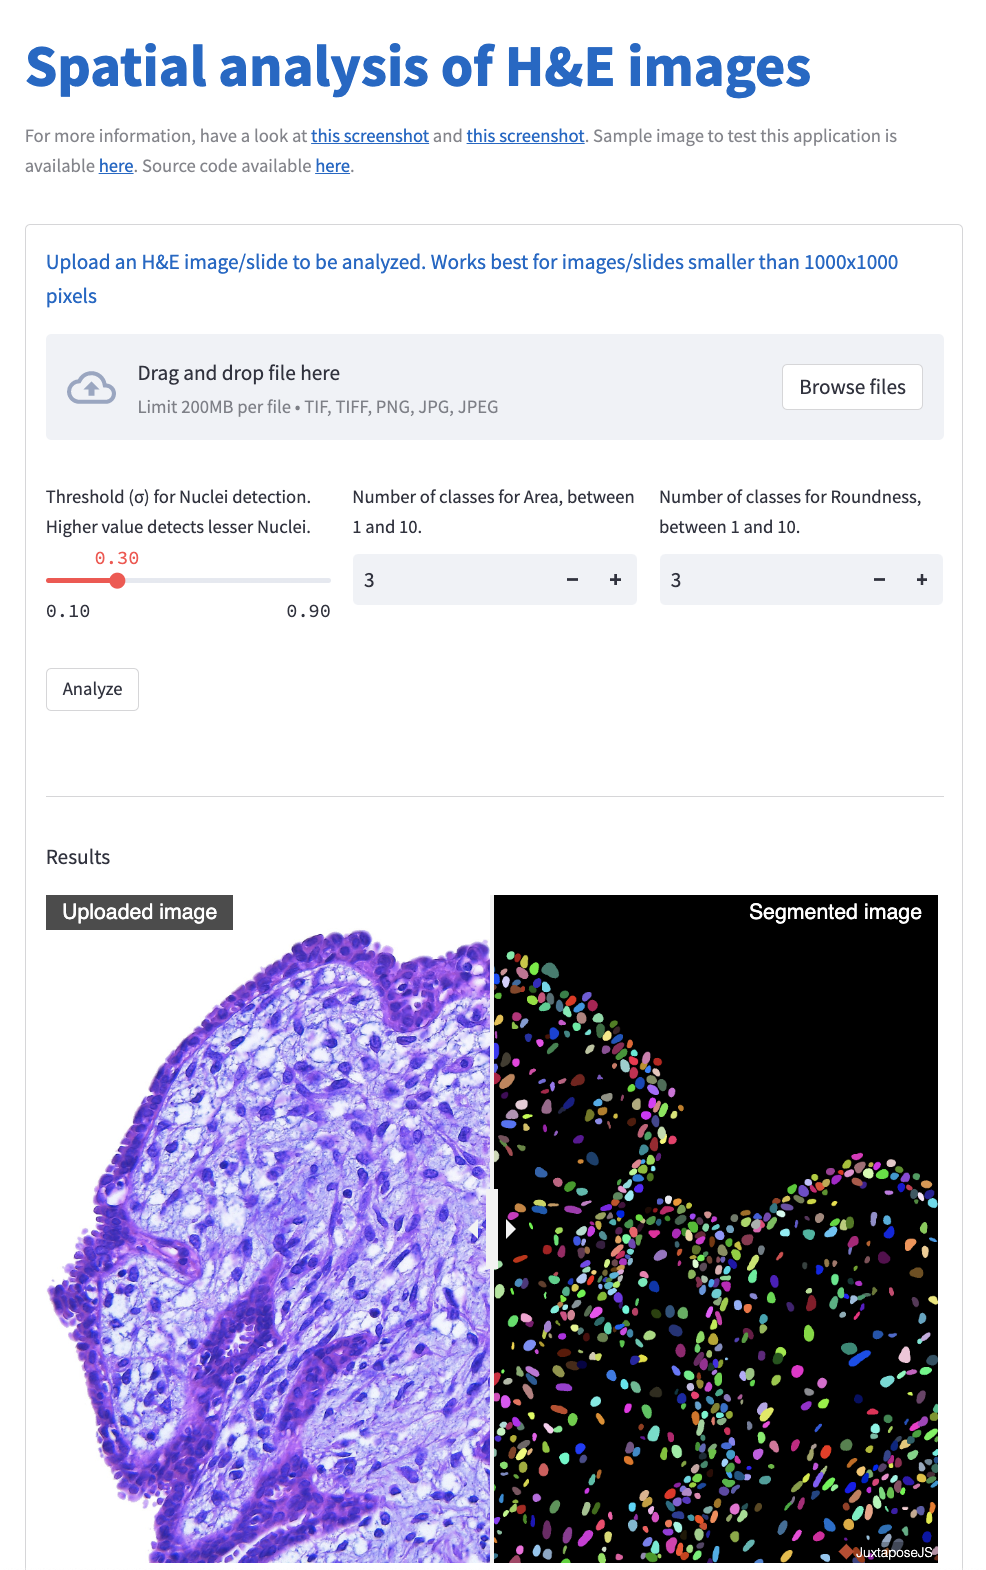 Spatial analysis of H&E images
For more information, have a look at this screenshot and this screenshot. Sample image to test this application is
available here. Source code available here.
Upload an H&E image/slide to be analyzed. Works best for images/slides smaller than 1000x1000
pixels
Drag and drop file here
Limit 200MB per file • TIF, TIFF, PNG, JPG, JPEG
Browse files
Threshold (σ) for Nuclei detection.
Higher value detects lesser Nuclei.
0.30
0.10
0.90
Number of classes for Area, between
1 and 10.
3
−
+
Number of classes for Roundness,
between 1 and 10.
3
−
+
Analyze
Results
Uploaded image
Segmented image
JuxtaposeJS